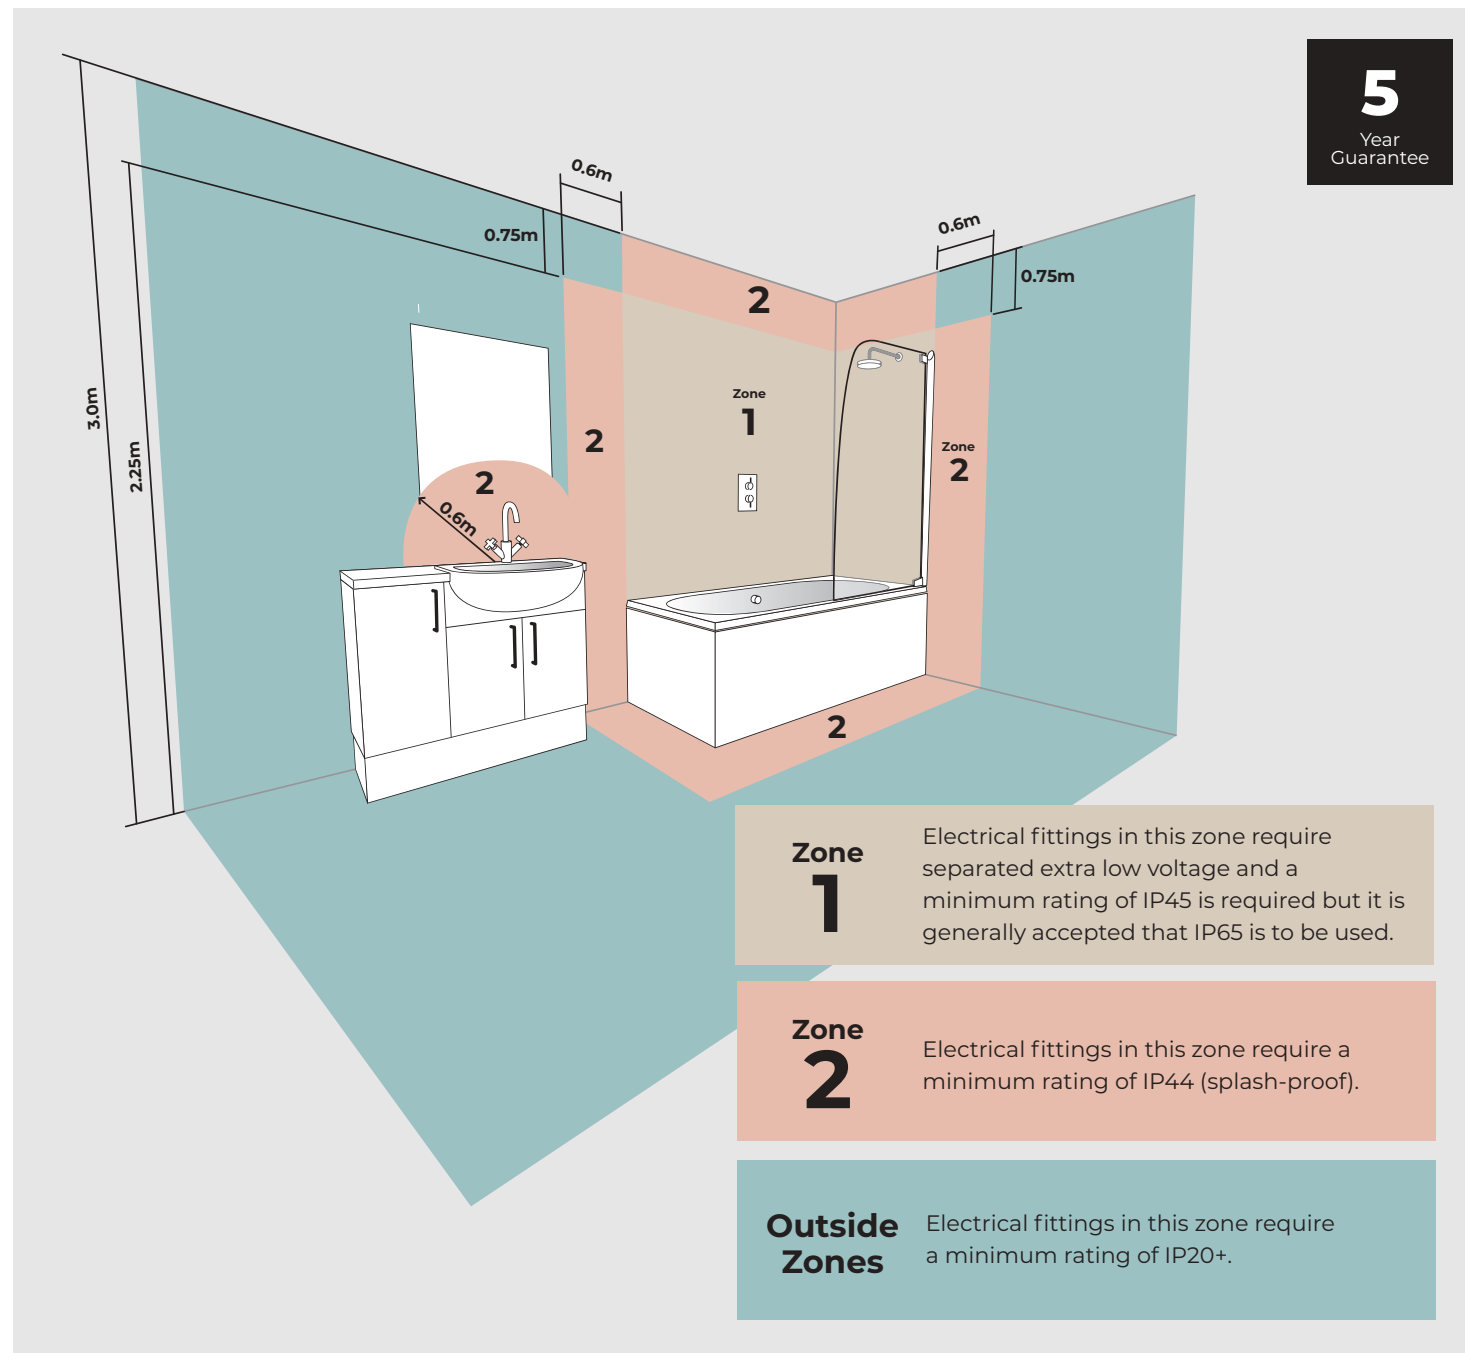 5
Year
Guarantee
0.6m
0.75m
0.6m
0.75m
2
3.0m
2.25m
Zone
1
2
Zone
2
2
0.6m
2
Zone
1
Electrical fittings in this zone require
separated extra low voltage and a
minimum rating of IP45 is required but it is
generally accepted that IP65 is to be used.
Zone
2
Electrical fittings in this zone require a
minimum rating of IP44 (splash-proof).
Outside
Zones
Electrical fittings in this zone require
a minimum rating of IP20+.